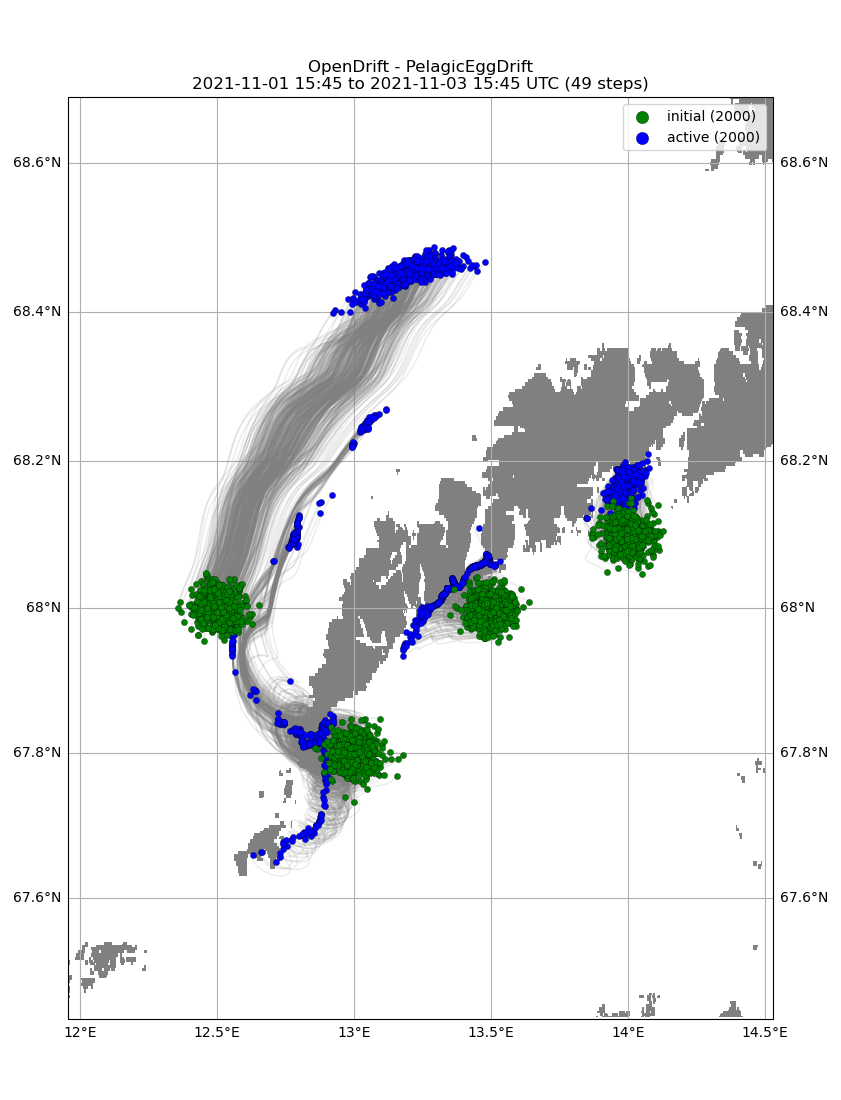 OpenDrift - PelagicEggDrift
2021-11-01 15:45 to 2021-11-03 15:45 UTC (49 steps)
initial (2000)
active (2000)
68.6°N 68.6°N
68.4°N 68.4°N
68.2°N 68.2°N
68°N 68°N
67.8°N 67.8°N
67.6°N 67.6°N
12°E 12.5°E 13°E 13.5°E 14°E 14.5°E